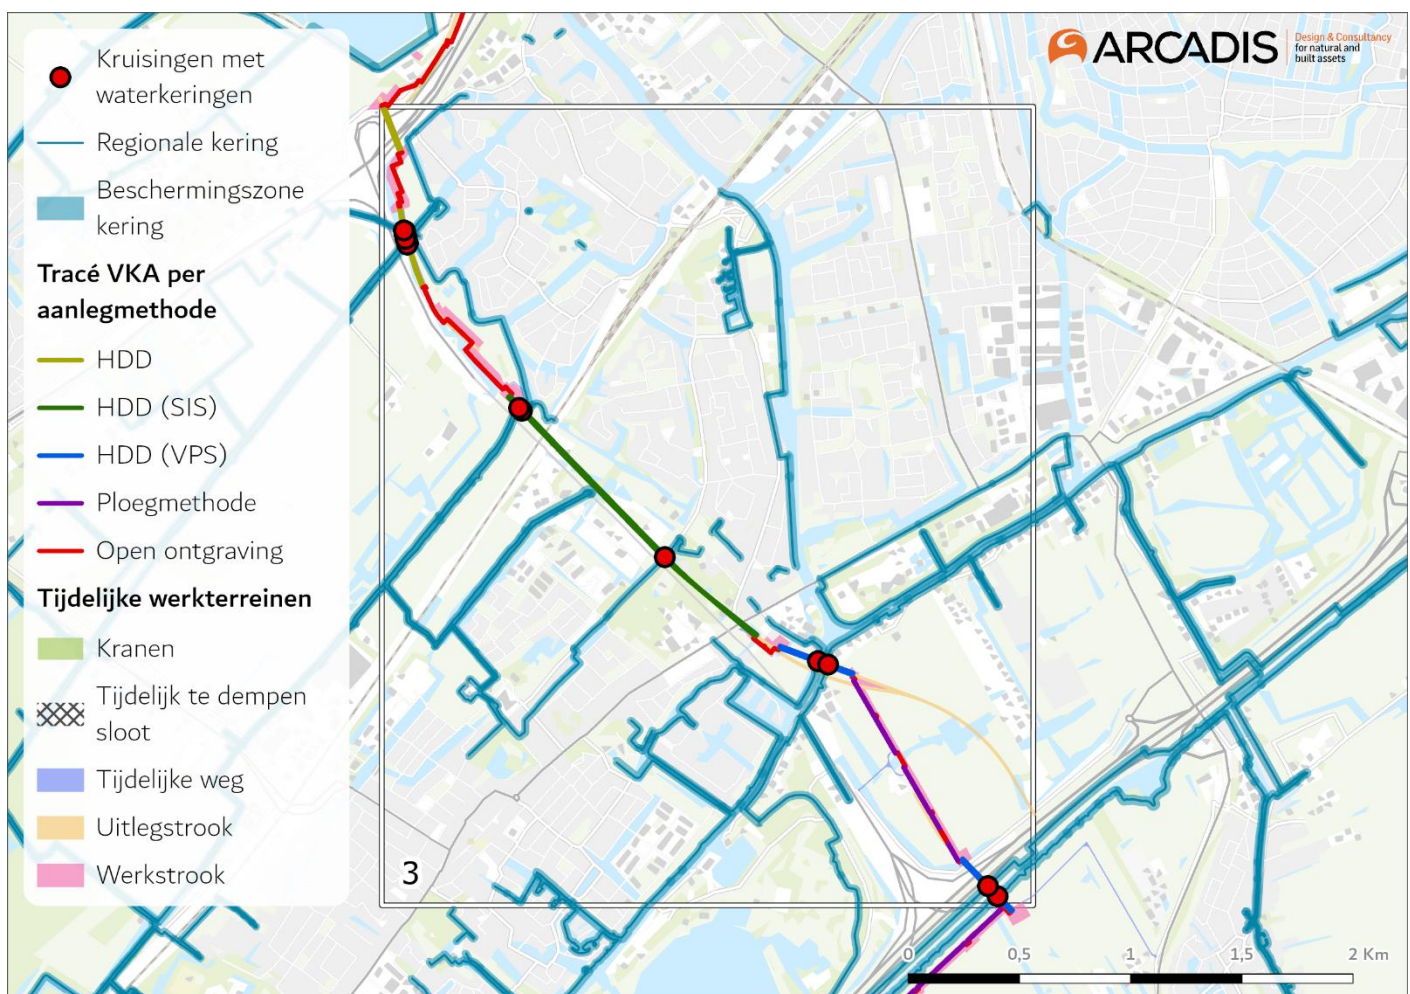 Kruisingen met
waterkeringen
Regionale kering
Beschermingszone
kering
Tracé VKA per
aanlegmethode
HDD
HDD (SIS)
HDD (VPS)
Ploegmethode
Open ontgraving
Tijdelijke werkterreinen
Kranen
Tijdelijk te dempen
sloot
Tijdelijke weg
Uitlegstrook
Werkstrook
ARCADIS
Design & Consultancy
for natural and
built assets
3
0 0,5 1 1,5 2 Km